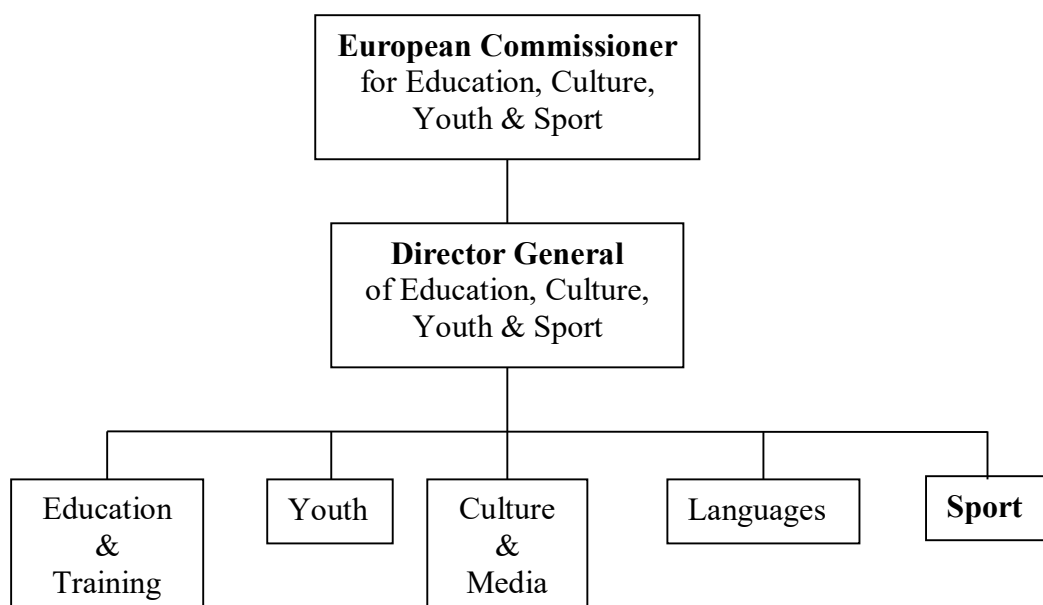 European Commissioner
for Education, Culture,
Youth & Sport
Director General
of Education, Culture,
Youth & Sport
Education
&
Training
Youth
Culture
&
Media
Languages
Sport